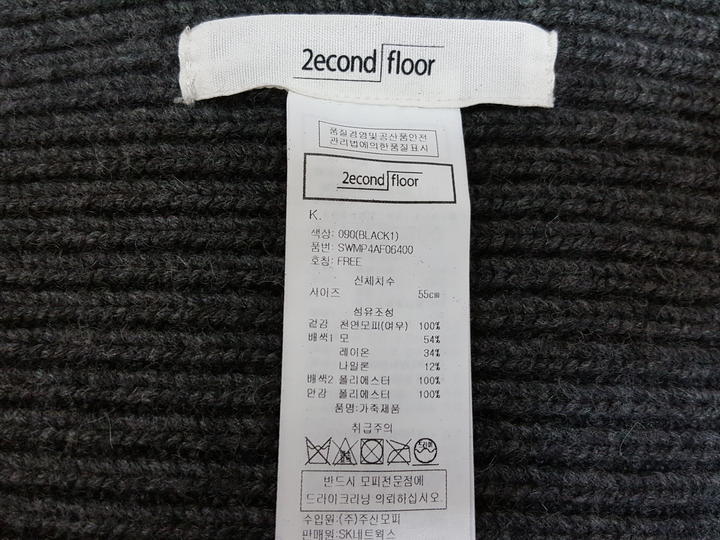 2econd floor
품질경영및공산품안전
관리법에의한품질표시
2econd floor
K.
색상: 090(BLACK1)
품번: SWMP4AF06400
호칭: FREE
신체치수
사이즈 55cm
섬유조성
겉감 천연모피(여우) 100%
배색1 모 54%
레이온 34%
나일론 12%
배색2 폴리에스터 100%
안감 폴리에스터 100%
품명:가죽제품
취급주의
드라이
반드시 모피전문점에
드라이크리닝 의뢰하십시오.
수입원:(주)주신모피
판매원:SK네트웍스